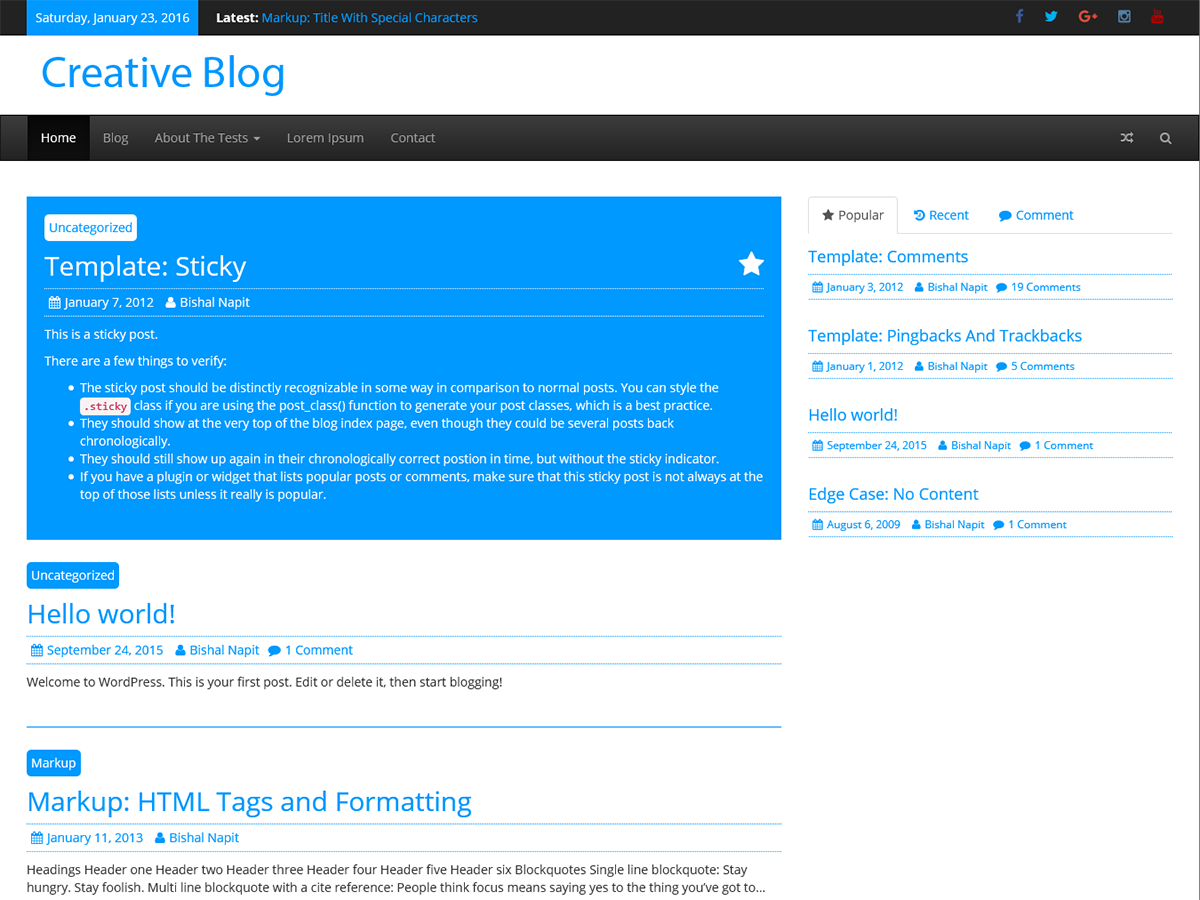 Saturday, January 23, 2016
Latest: Markup: Title With Special Characters
Creative Blog
Home Blog About The Tests Lorem Ipsum Contact
Uncategorized
Template: Sticky
January 7, 2012 Bishal Napit
This is a sticky post.
There are a few things to verify:
The sticky post should be distinctly recognizable in some way in comparison to normal posts. You can style the
.sticky class if you are using the post_class() function to generate your post classes, which is a best practice.
They should show at the very top of the blog index page, even though they could be several posts back
chronologically.
They should still show up again in their chronologically correct postion in time, but without the sticky indicator.
If you have a plugin or widget that lists popular posts or comments, make sure that this sticky post is not always at the
top of those lists unless it really is popular.
Uncategorized
Hello world!
September 24, 2015 Bishal Napit 1 Comment
Welcome to WordPress. This is your first post. Edit or delete it, then start blogging!
Markup
Markup: HTML Tags and Formatting
January 11, 2013 Bishal Napit
Headings Header one Header two Header three Header four Header five Header six Blockquotes Single line blockquote: Stay
hungry. Stay foolish. Multi line blockquote with a cite reference: People think focus means saying yes to the thing you’ve got to...
Popular Recent Comment
Template: Comments
January 3, 2012 Bishal Napit 19 Comments
Template: Pingbacks And Trackbacks
January 1, 2012 Bishal Napit 5 Comments
Hello world!
September 24, 2015 Bishal Napit 1 Comment
Edge Case: No Content
August 6, 2009 Bishal Napit 1 Comment